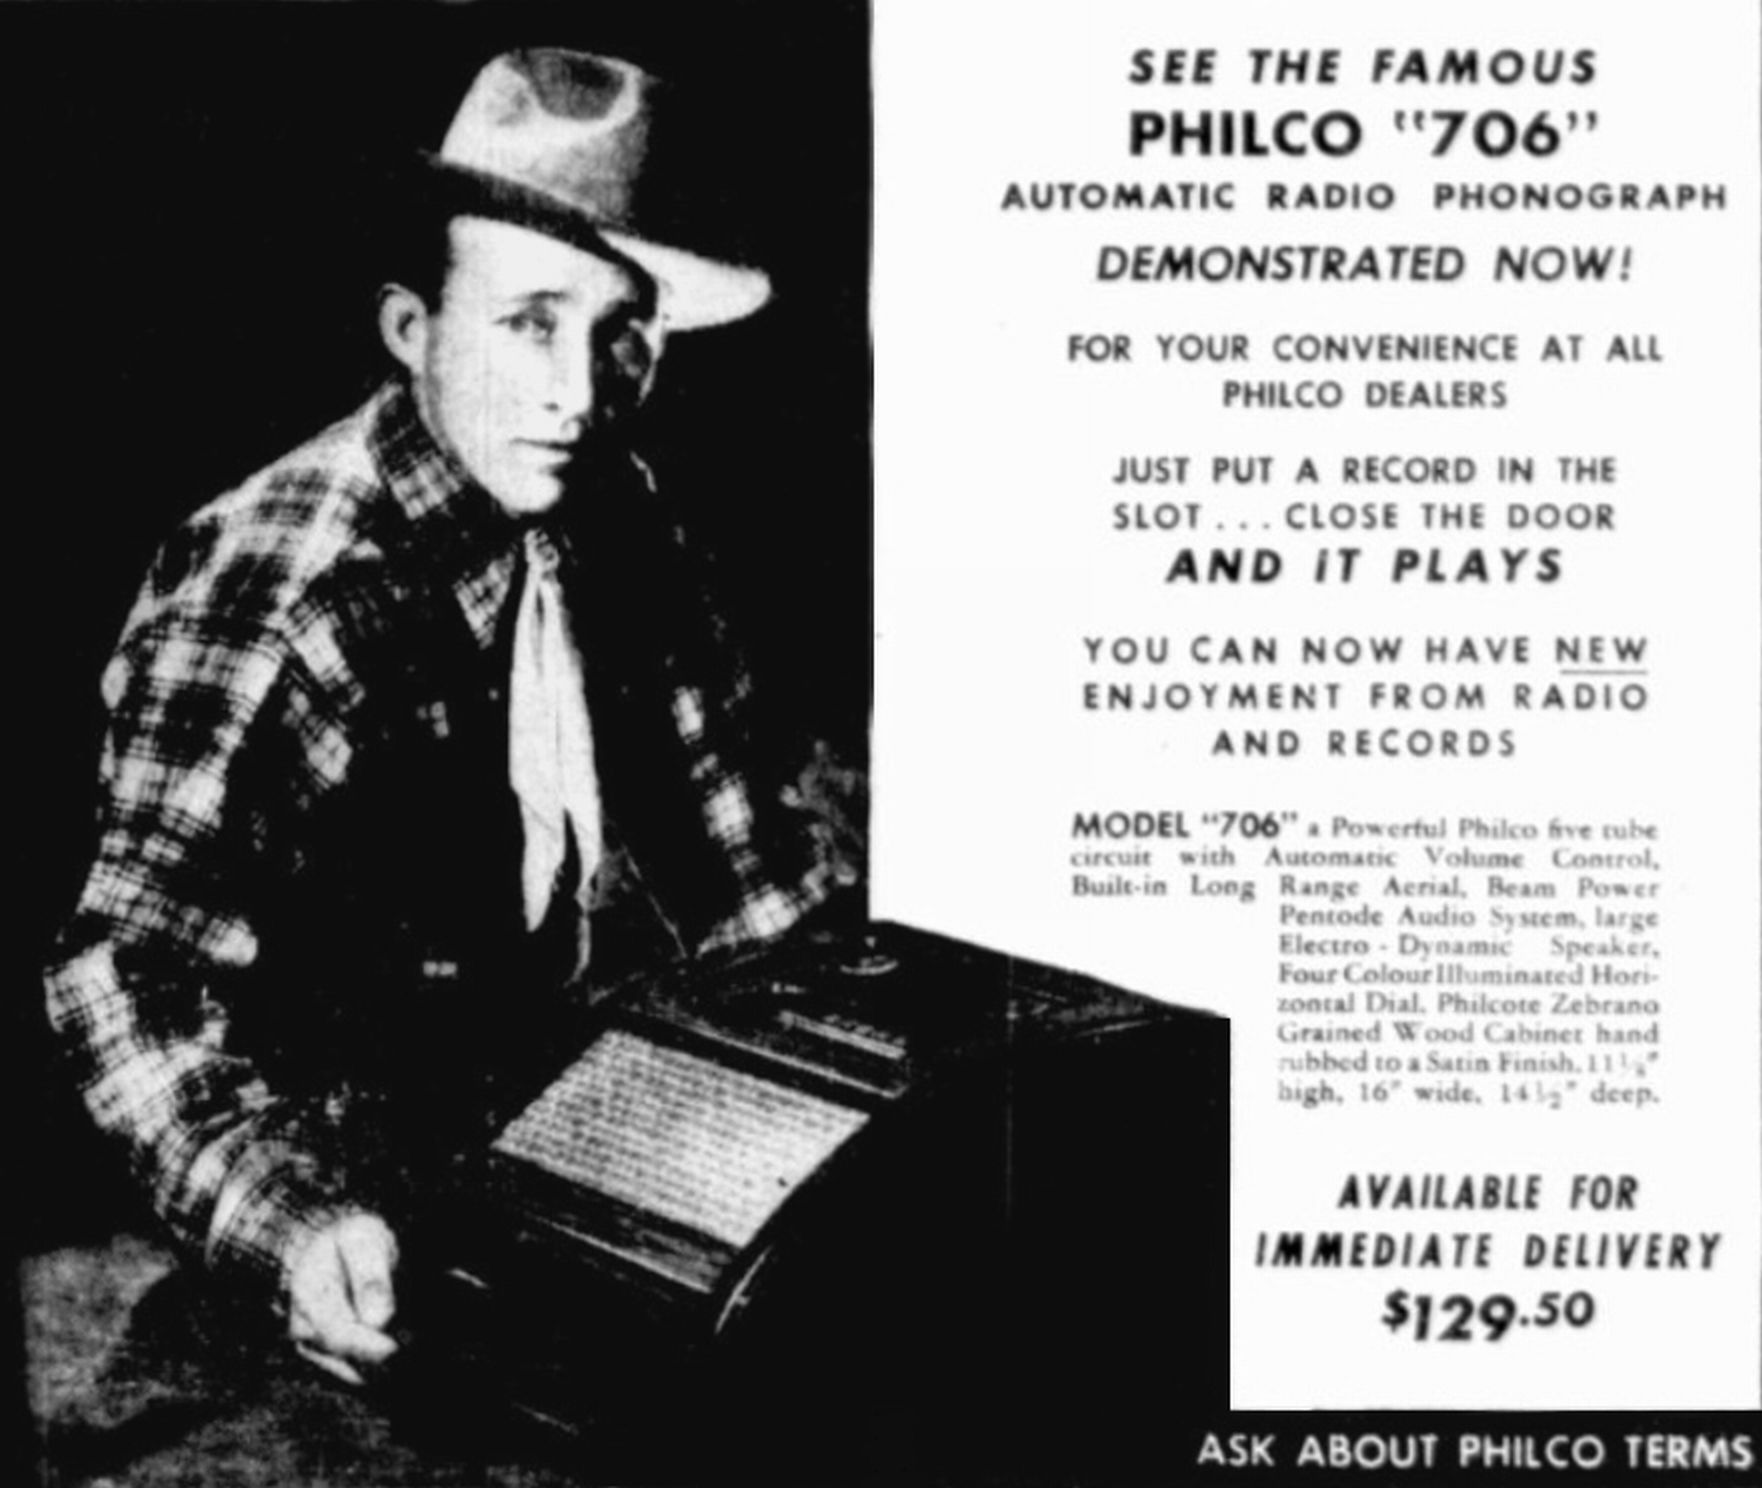 SEE THE FAMOUS
PHILCO "706"
AUTOMATIC RADIO PHONOGRAPH
DEMONSTRATED NOW!
FOR YOUR CONVENIENCE AT ALL
PHILCO DEALERS
JUST PUT A RECORD IN THE
SLOT ... CLOSE THE DOOR
AND iT PLAYS
YOU CAN NOW HAVE NEW
ENJOYMENT FROM RADIO
AND RECORDS
MODEL "706" a Powerful Philco five tube
circuit with Automatic Volume Control,
Built-in Long Range Aerial, Beam Power
Pentode Audio System, large
Electro - Dynamic Speaker,
Four Colour Illuminated Hori-
zontal Dial, Philcote Zebrano
Grained Wood Cabinet hand
rubbed to a Satin Finish.
high, 16" wide, 14½" deep.
AVAILABLE FOR
IMMEDIATE DELIVERY
$129.50
ASK ABOUT PHILCO TERMS